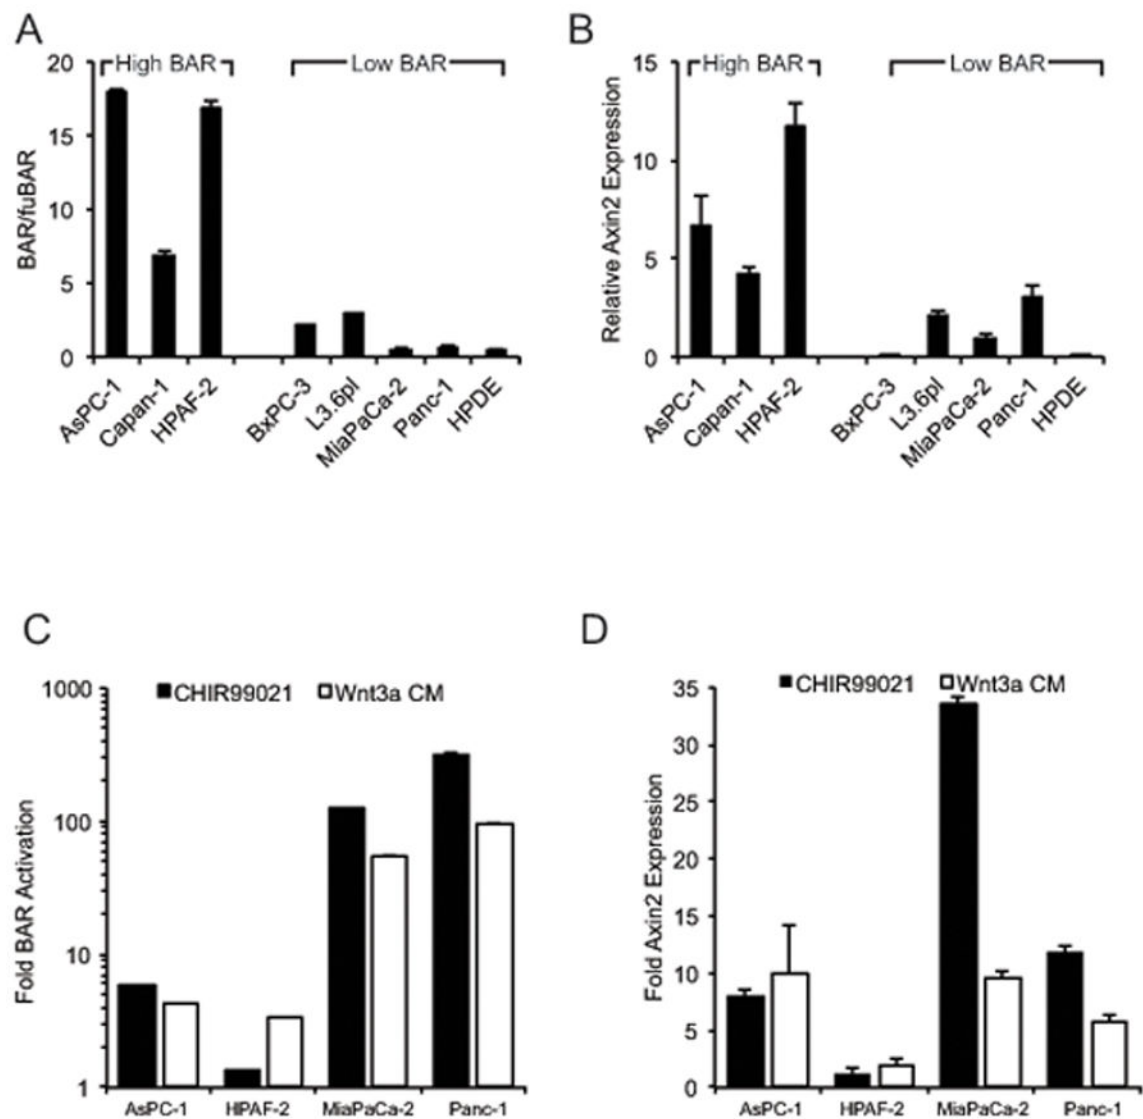 A
20
High BAR
Low BAR
15
10
5
0
BAR/fuBAR
AsPC-1
Capan-1
HPAF-2
BxPC-3
L3.6pl
MiaPaCa-2
Panc-1
HPDE
B
15
High BAR
Low BAR
10
5
0
Relative Axin2 Expression
AsPC-1
Capan-1
HPAF-2
BxPC-3
L3.6pl
MiaPaCa-2
Panc-1
HPDE
C
1000
CHIR99021
Wnt3a CM
100
10
1
Fold BAR Activation
AsPC-1
HPAF-2
MiaPaCa-2
Panc-1
D
35
CHIR99021
Wnt3a CM
30
25
20
15
10
5
0
Fold Axin2 Expression
AsPC-1
HPAF-2
MiaPaCa-2
Panc-1